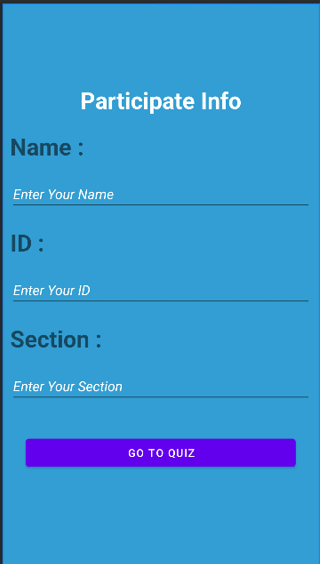 Participate Info
Name :
Enter Your Name
ID :
Enter Your ID
Section :
Enter Your Section
GO TO QUIZ